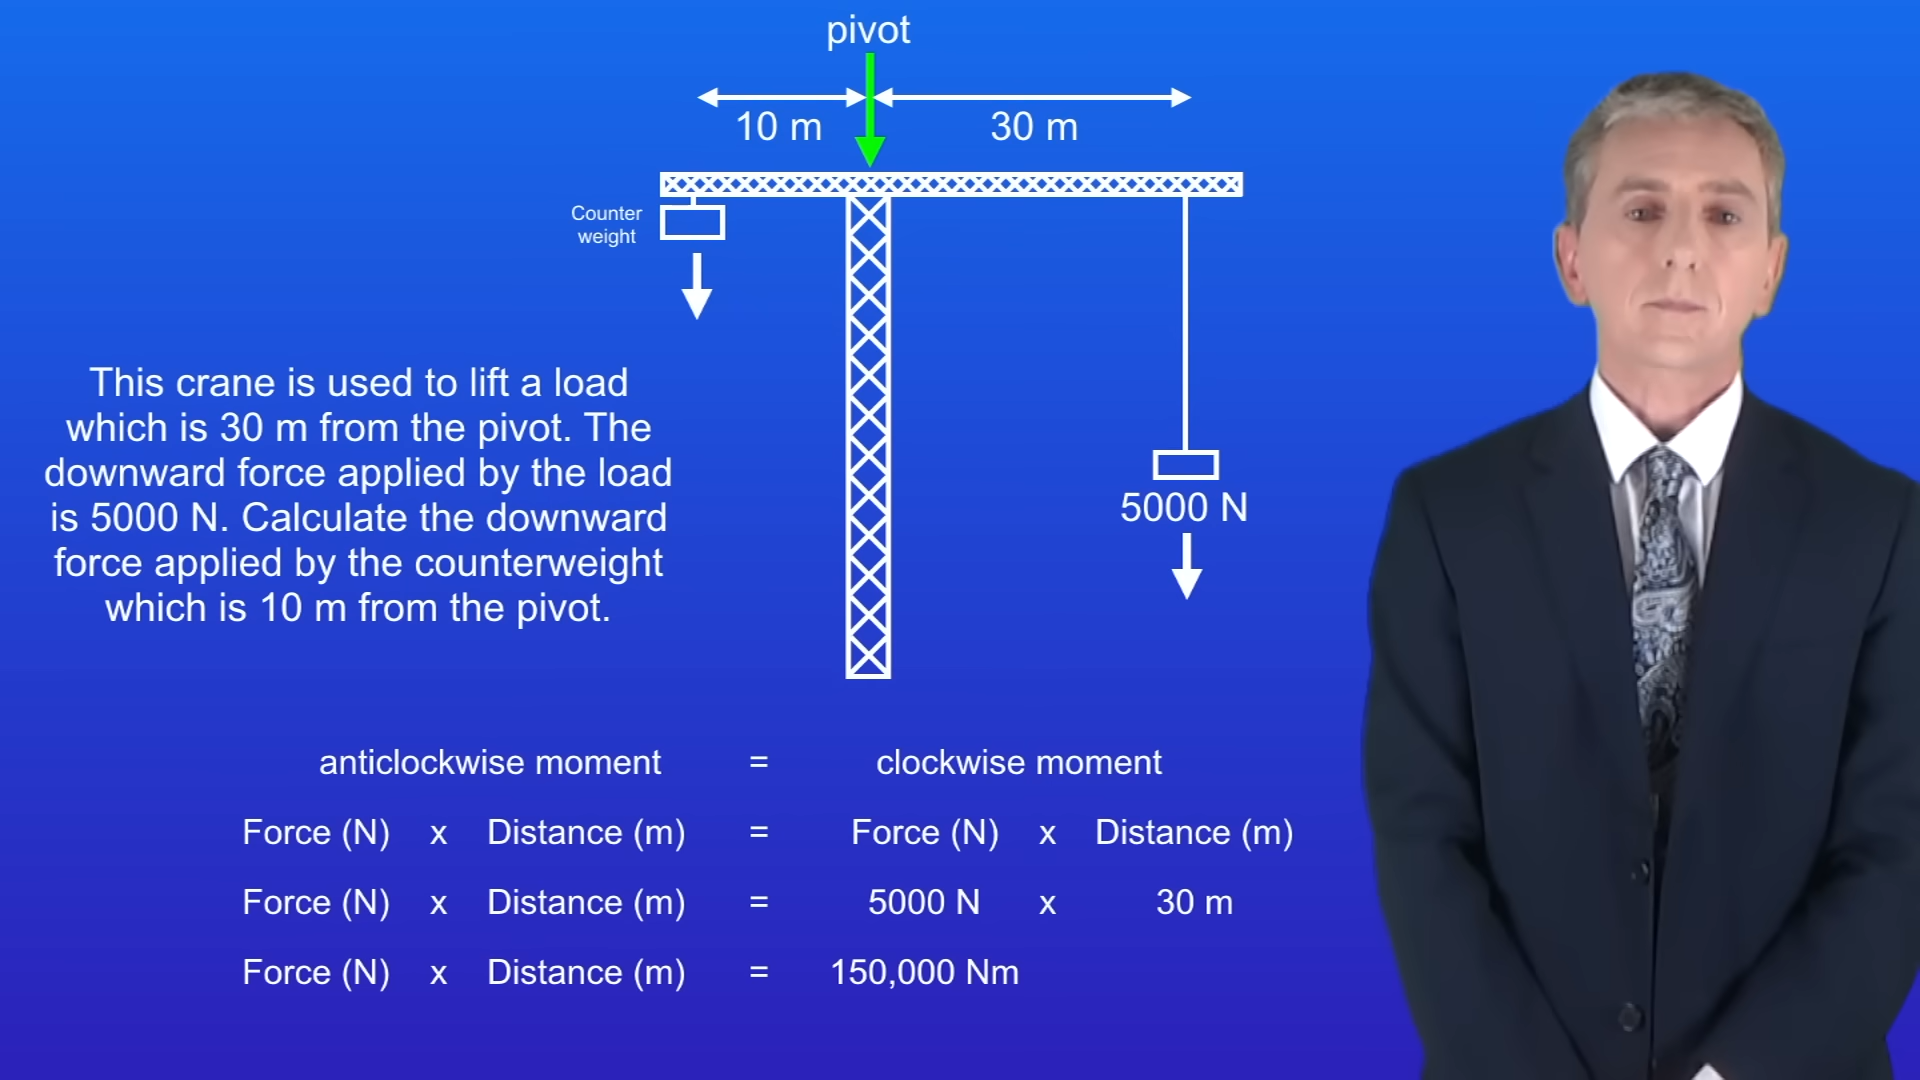 pivot
10 m
30 m
Counter
weight
This crane is used to lift a load
which is 30 m from the pivot. The
downward force applied by the load
is 5000 N. Calculate the downward
force applied by the counterweight
which is 10 m from the pivot.
5000 N
anticlockwise moment = clockwise moment
Force (N) x Distance (m) = Force (N) x Distance (m)
Force (N) x Distance (m) = 5000 N x 30 m
Force (N) x Distance (m) = 150,000 Nm